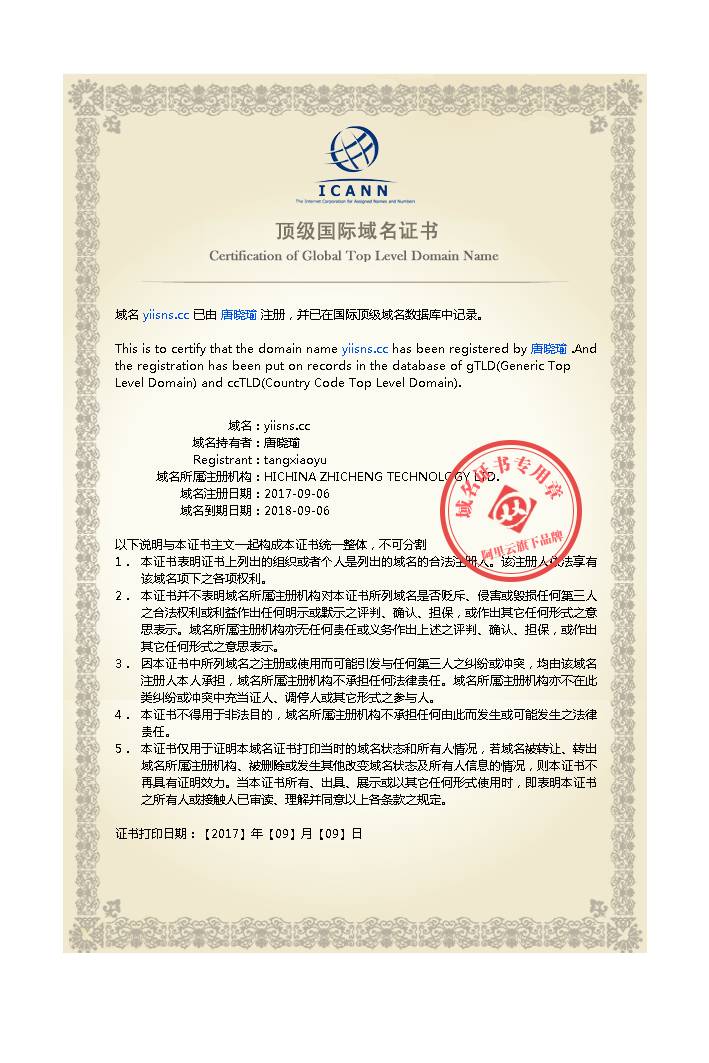 ICANN
The Internet Corporation for Assigned Names and Numbers
顶级国际域名证书
Certification of Global Top Level Domain Name
域名 yiisns.cc 已由 唐晓瑜 注册，并已在国际顶级域名数据库中记录。
This is to certify that the domain name yiisns.cc has been registered by 唐晓瑜 .And
the registration has been put on records in the database of gTLD(Generic Top
Level Domain) and ccTLD(Country Code Top Level Domain).
域名：yiisns.cc
域名持有者：唐晓瑜
Registrant：tangxiaoyu
域名所属注册机构：HICHINA ZHICHENG TECHNOLOGY LTD.
域名注册日期：2017-09-06
域名到期日期：2018-09-06
域名证书专用章
阿里云旗下品牌
以下说明与本证书主文一起构成本证书统一整体，不可分割
1． 本证书表明证书上列出的组织或者个人是列出的域名的合法注册人。该注册人依法享有
该域名项下之各项权利。
2． 本证书并不表明域名所属注册机构对本证书所列域名是否贬斥、侵害或毁损任何第三人
之合法权利或利益作出任何明示或默示之评判、确认、担保，或作出其它任何形式之意
思表示。域名所属注册机构亦无任何责任或义务作出上述之评判、确认、担保，或作出
其它任何形式之意思表示。
3． 因本证书中所列域名之注册或使用而可能引发与任何第三人之纠纷或冲突，均由该域名
注册人本人承担，域名所属注册机构不承担任何法律责任。域名所属注册机构亦不在此
类纠纷或冲突中充当证人、调停人或其它形式之参与人。
4． 本证书不得用于非法目的，域名所属注册机构不承担任何由此而发生或可能发生之法律
责任。
5． 本证书仅用于证明本域名证书打印当时的域名状态和所有人情况，若域名被转让、转出
域名所属注册机构、被删除或发生其他改变域名状态及所有人信息的情况，则本证书不
再具有证明效力。当本证书所有、出具、展示或以其它任何形式使用时，即表明本证书
之所有人或接触人已审读、理解并同意以上各条款之规定。
证书打印日期：【2017】年【09】月【09】日